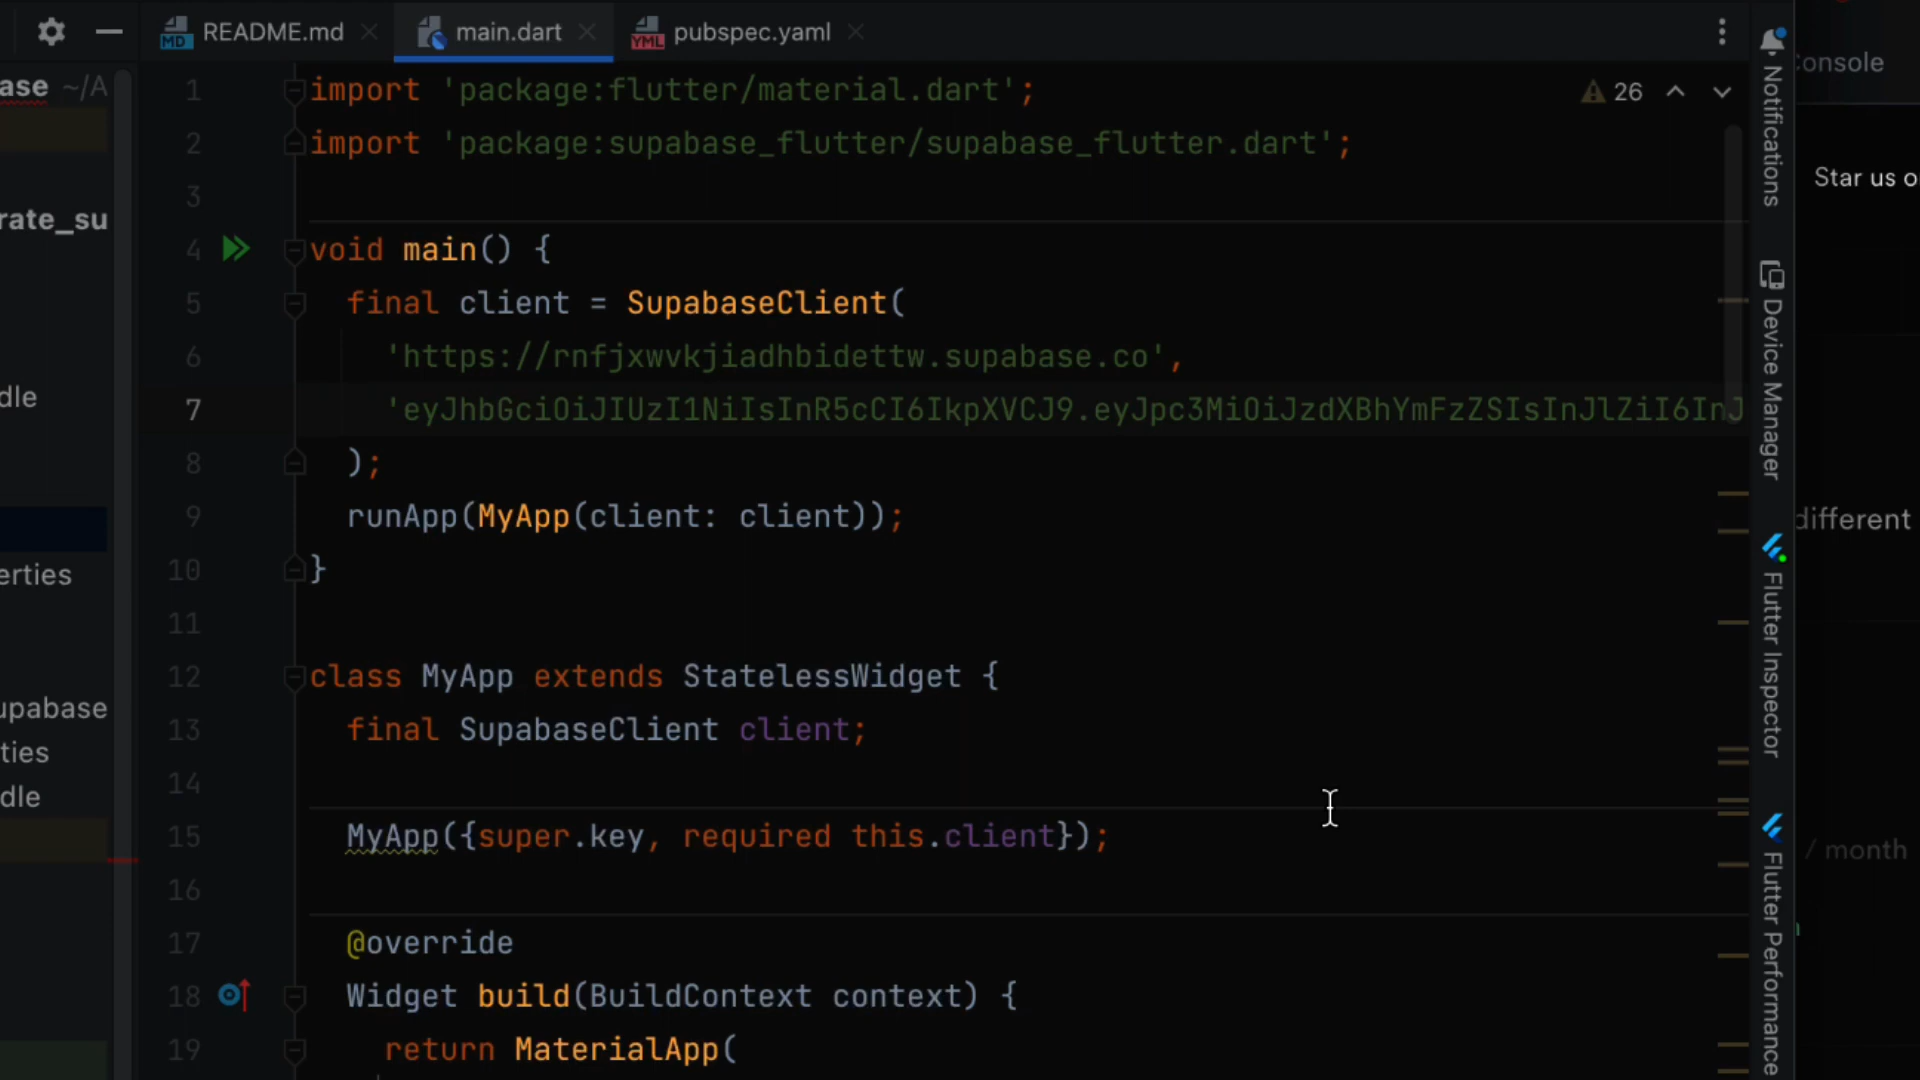 README.md
main.dart
pubspec.yaml
Console
ase ~/A
1 import 'package:flutter/material.dart';
26
2 import 'package:supabase_flutter/supabase_flutter.dart';
3
Star us o
rate_su
4 void main() {
5 final client = SupabaseClient(
6 'https://rnfjxwvkjiadhbidettw.supabase.co',
dle
7 'eyJhbGciOiJIUzI1NiIsInR5cCI6IkpXVCJ9.eyJpc3MiOiJzdXBhYmFzZSIsInJlZiI6InJ
8 );
9 runApp(MyApp(client: client));
different
10 }
erties
11
12 class MyApp extends StatelessWidget {
upabase
13 final SupabaseClient client;
ties
14
dle
15 MyApp({super.key, required this.client});
/ month
16
17 @override
18 Widget build(BuildContext context) {
19 return MaterialApp(
Notifications
Device Manager
Flutter Inspector
Flutter Performance